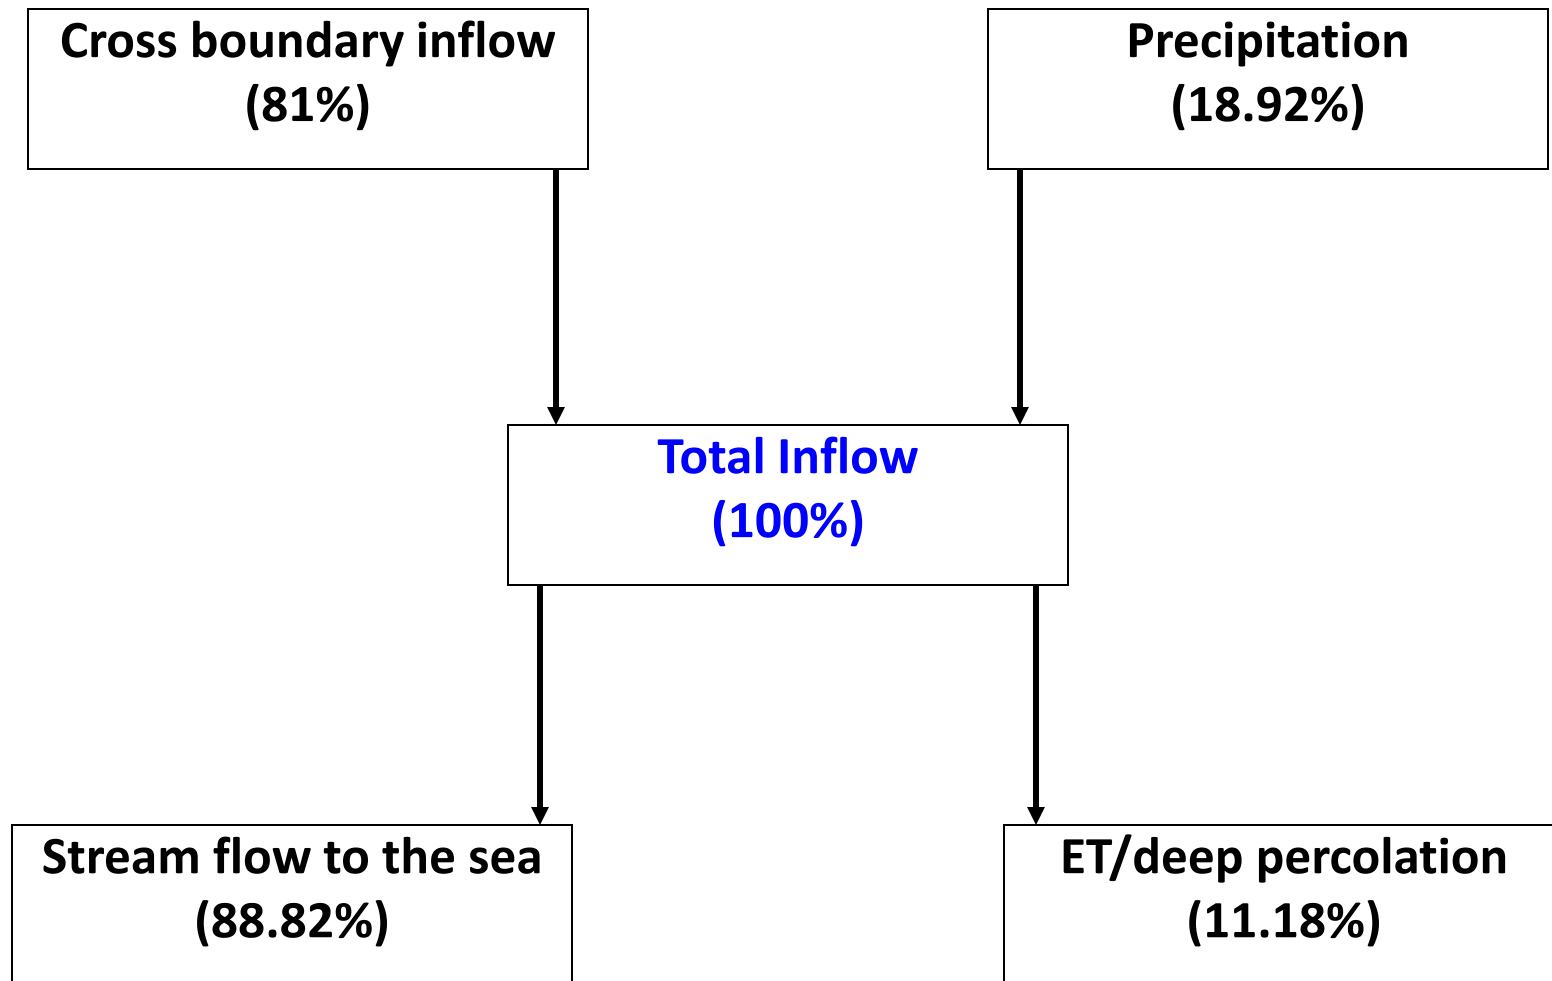 Cross boundary inflow
(81%)
Precipitation
(18.92%)
Total Inflow
(100%)
Stream flow to the sea
(88.82%)
ET/deep percolation
(11.18%)